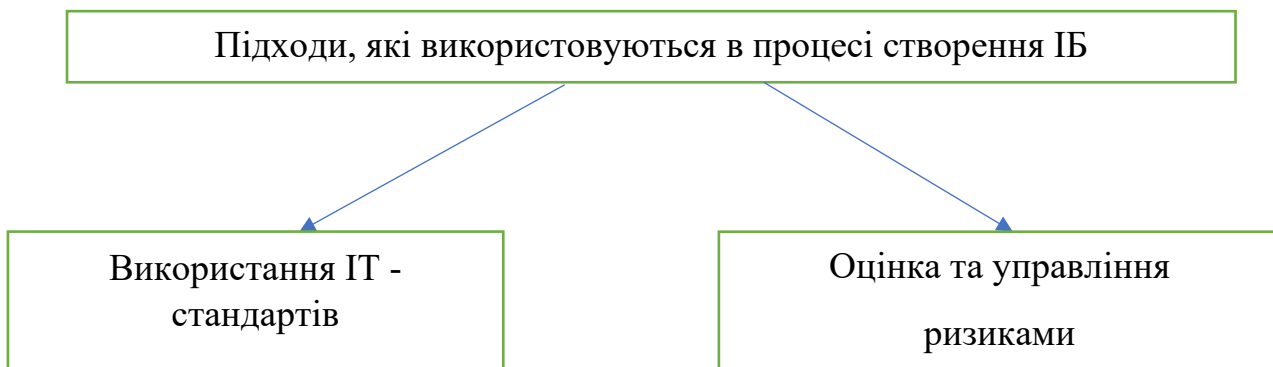 Підходи, які використовуються в процесі створення ІБ
Використання ІТ -
стандартів
Оцінка та управління
ризиками